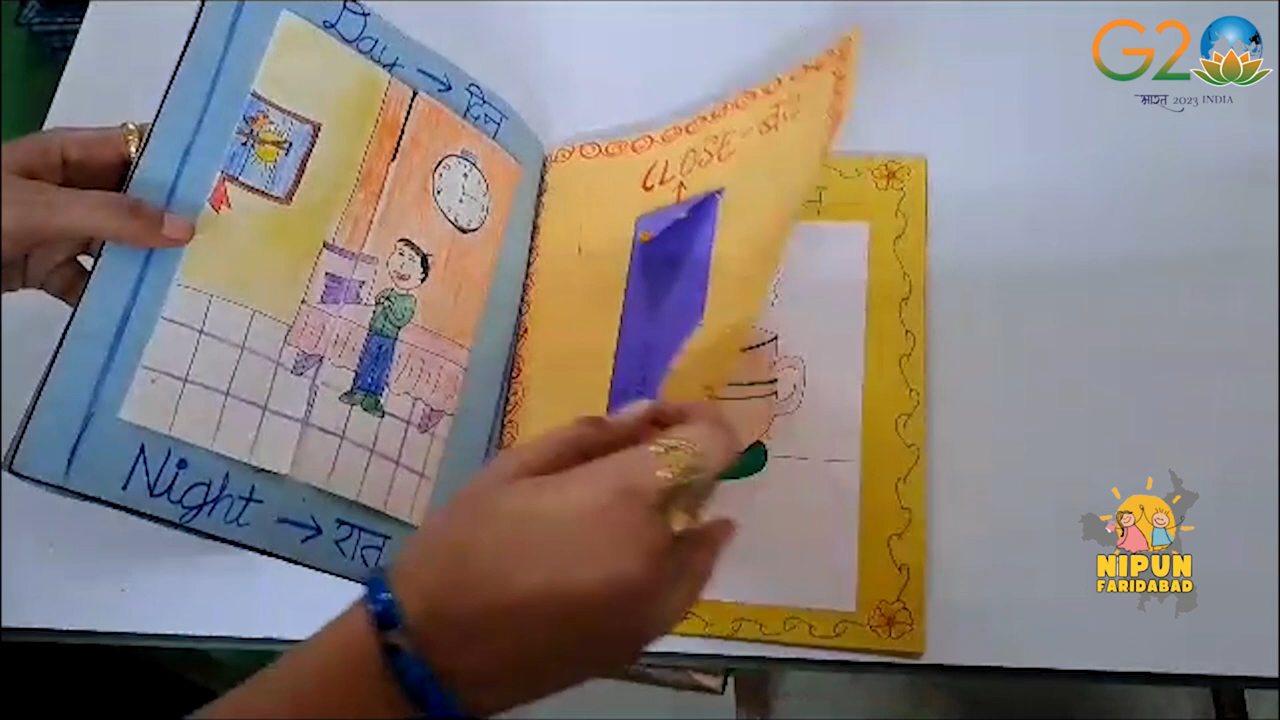 Day → दिन
Night → रात
CLOSE - बंद
G20
भारत 2023 INDIA
NIPUN
FARIDABAD